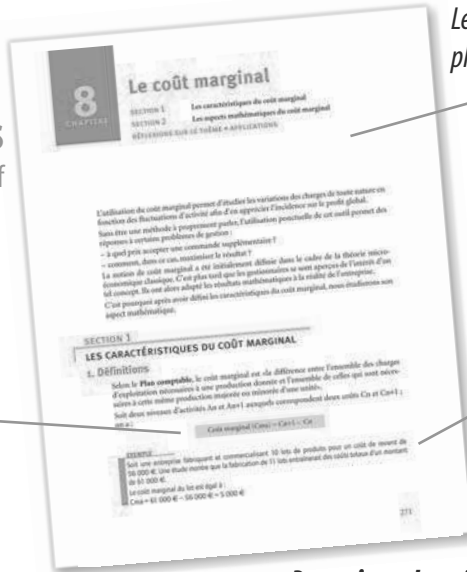 Le
pl
S
f
8
CHAPITRE
Le coût marginal
SECTION 1 Les caractéristiques du coût marginal
SECTION 2 Les aspects mathématiques du coût marginal
RÉFLEXIONS SUR CE THÈME • APPLICATIONS
L'utilisation du coût marginal permet d'étudier les variations des charges de toute nature en
fonction des fluctuations d'activité afin d'en apprécier l'incidence sur le profit global.
Sans être une méthode à proprement parler, l'utilisation ponctuelle de cet outil permet des
réponses à certains problèmes de gestion :
– à quel prix accepter une commande supplémentaire ?
– comment, dans ce cas, maximiser le résultat ?
La notion de coût marginal a été initialement définie dans le cadre de la théorie micro-
économique classique. C'est plus tard que les gestionnaires se sont aperçus de l'intérêt d'un
tel concept. Ils ont alors adapté les résultats mathématiques à la réalité de l'entreprise.
C'est pourquoi après avoir défini les caractéristiques du coût marginal, nous étudierons son
aspect mathématique.
SECTION 1
LES CARACTÉRISTIQUES DU COÛT MARGINAL
1. Définitions
Selon le Plan comptable, le coût marginal est «la différence entre l'ensemble des charges
d'exploitation nécessaires à une production donnée et l'ensemble de celles qui sont néces-
saires à cette même production majorée ou minorée d'une unité».
Soit deux niveaux d'activités An et An+1 auxquels correspondent deux coûts Cn et Cn+1 ;
on a :
Coût marginal (Cma) = Cn+1 – Cn
EXEMPLE
Soit une entreprise fabriquant et commercialisant 10 lots de produits pour un coût de revient de
56 000 €. Une étude montre que la fabrication de 11 lots entraînerait des coûts totaux d'un montant
de 61 000 €.
Le coût marginal du lot est égal à :
Cma = 61 000 € – 56 000 € = 5 000 €